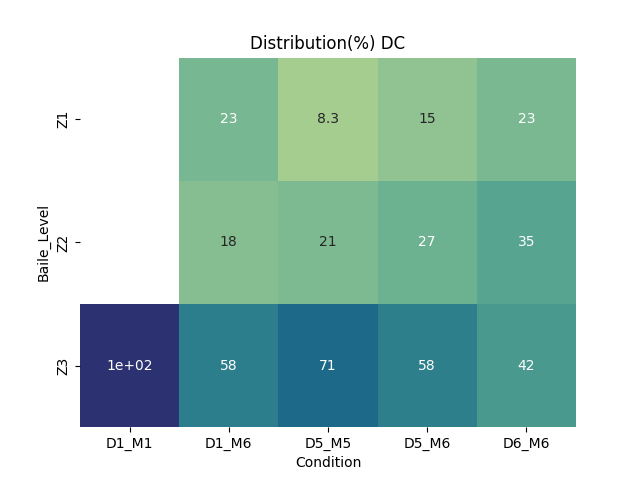 Distribution(%) DC
Baile_Level
Z1
23 8.3 15 23
Z2
18 21 27 35
Z3
1e+02 58 71 58 42
D1_M1 D1_M6 D5_M5 D5_M6 D6_M6
Condition